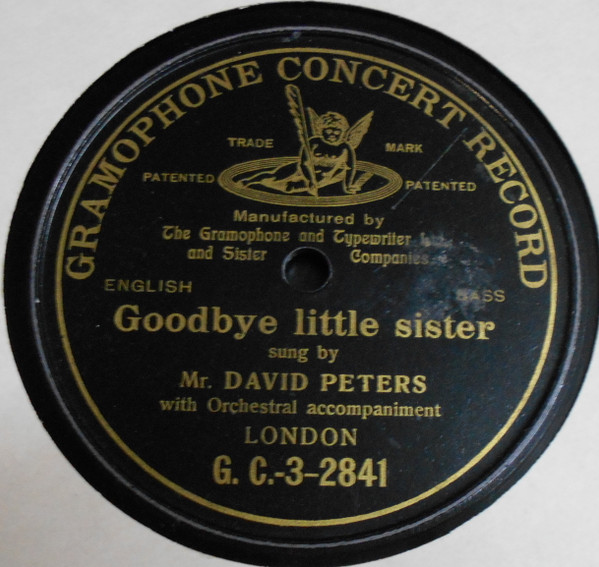 GRAMOPHONE CONCERT RECORD
TRADE MARK
PATENTED PATENTED
Manufactured by
The Gramophone and Typewriter
and Sister Companies
ENGLISH BASS
Goodbye little sister
sung by
Mr. DAVID PETERS
with Orchestral accompaniment
LONDON
G. C.-3-2841